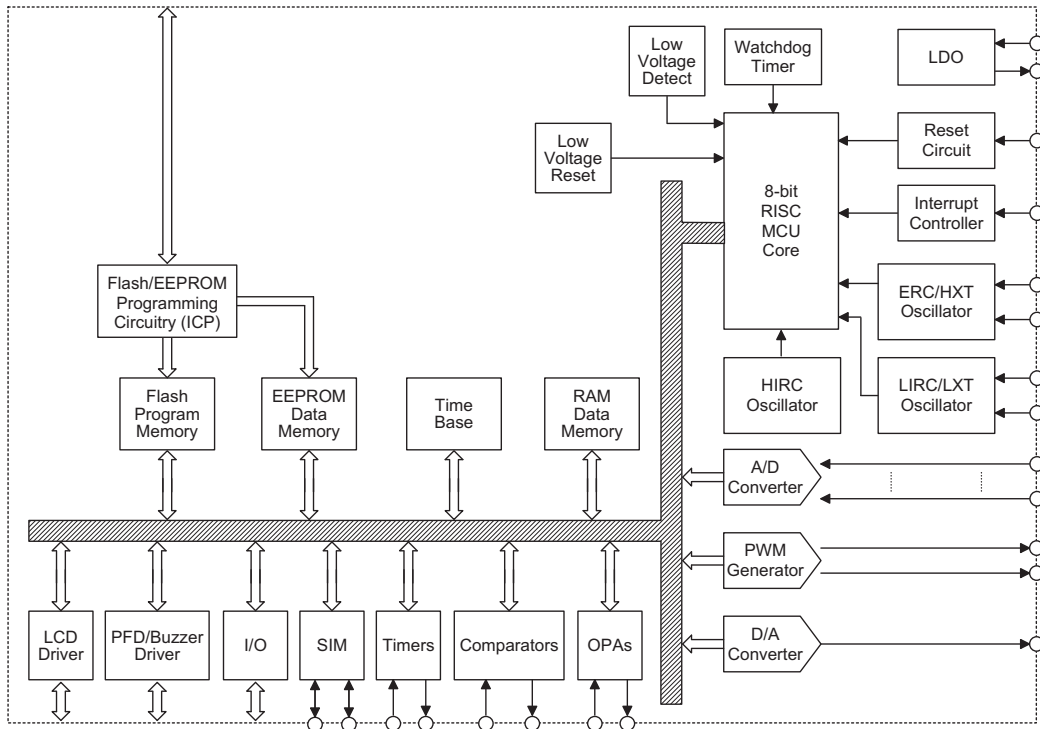 Low
Voltage
Detect
Watchdog
Timer
LDO
Low
Voltage
Reset
8-bit
RISC
MCU
Core
Reset
Circuit
Interrupt
Controller
Flash/EEPROM
Programming
Circuitry (ICP)
ERC/HXT
Oscillator
HIRC
Oscillator
LIRC/LXT
Oscillator
Flash
Program
Memory
EEPROM
Data
Memory
Time
Base
RAM
Data
Memory
A/D
Converter
PWM
Generator
D/A
Converter
LCD
Driver
PFD/Buzzer
Driver
I/O
SIM
Timers
Comparators
OPAs